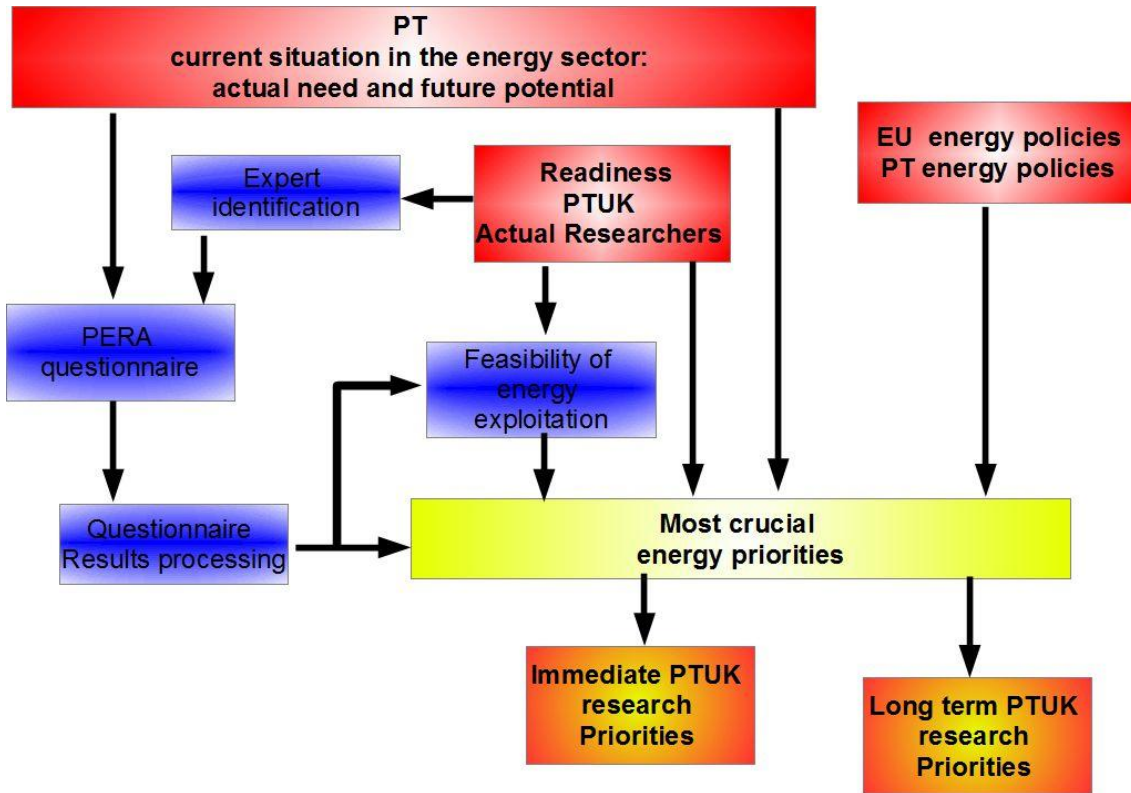 PT
current situation in the energy sector:
actual need and future potential
EU energy policies
PT energy policies
Expert
identification
Readiness
PTUK
Actual Researchers
PERA
questionnaire
Feasibility of
energy
exploitation
Questionnaire
Results processing
Most crucial
energy priorities
Immediate PTUK
research
Priorities
Long term PTUK
research
Priorities